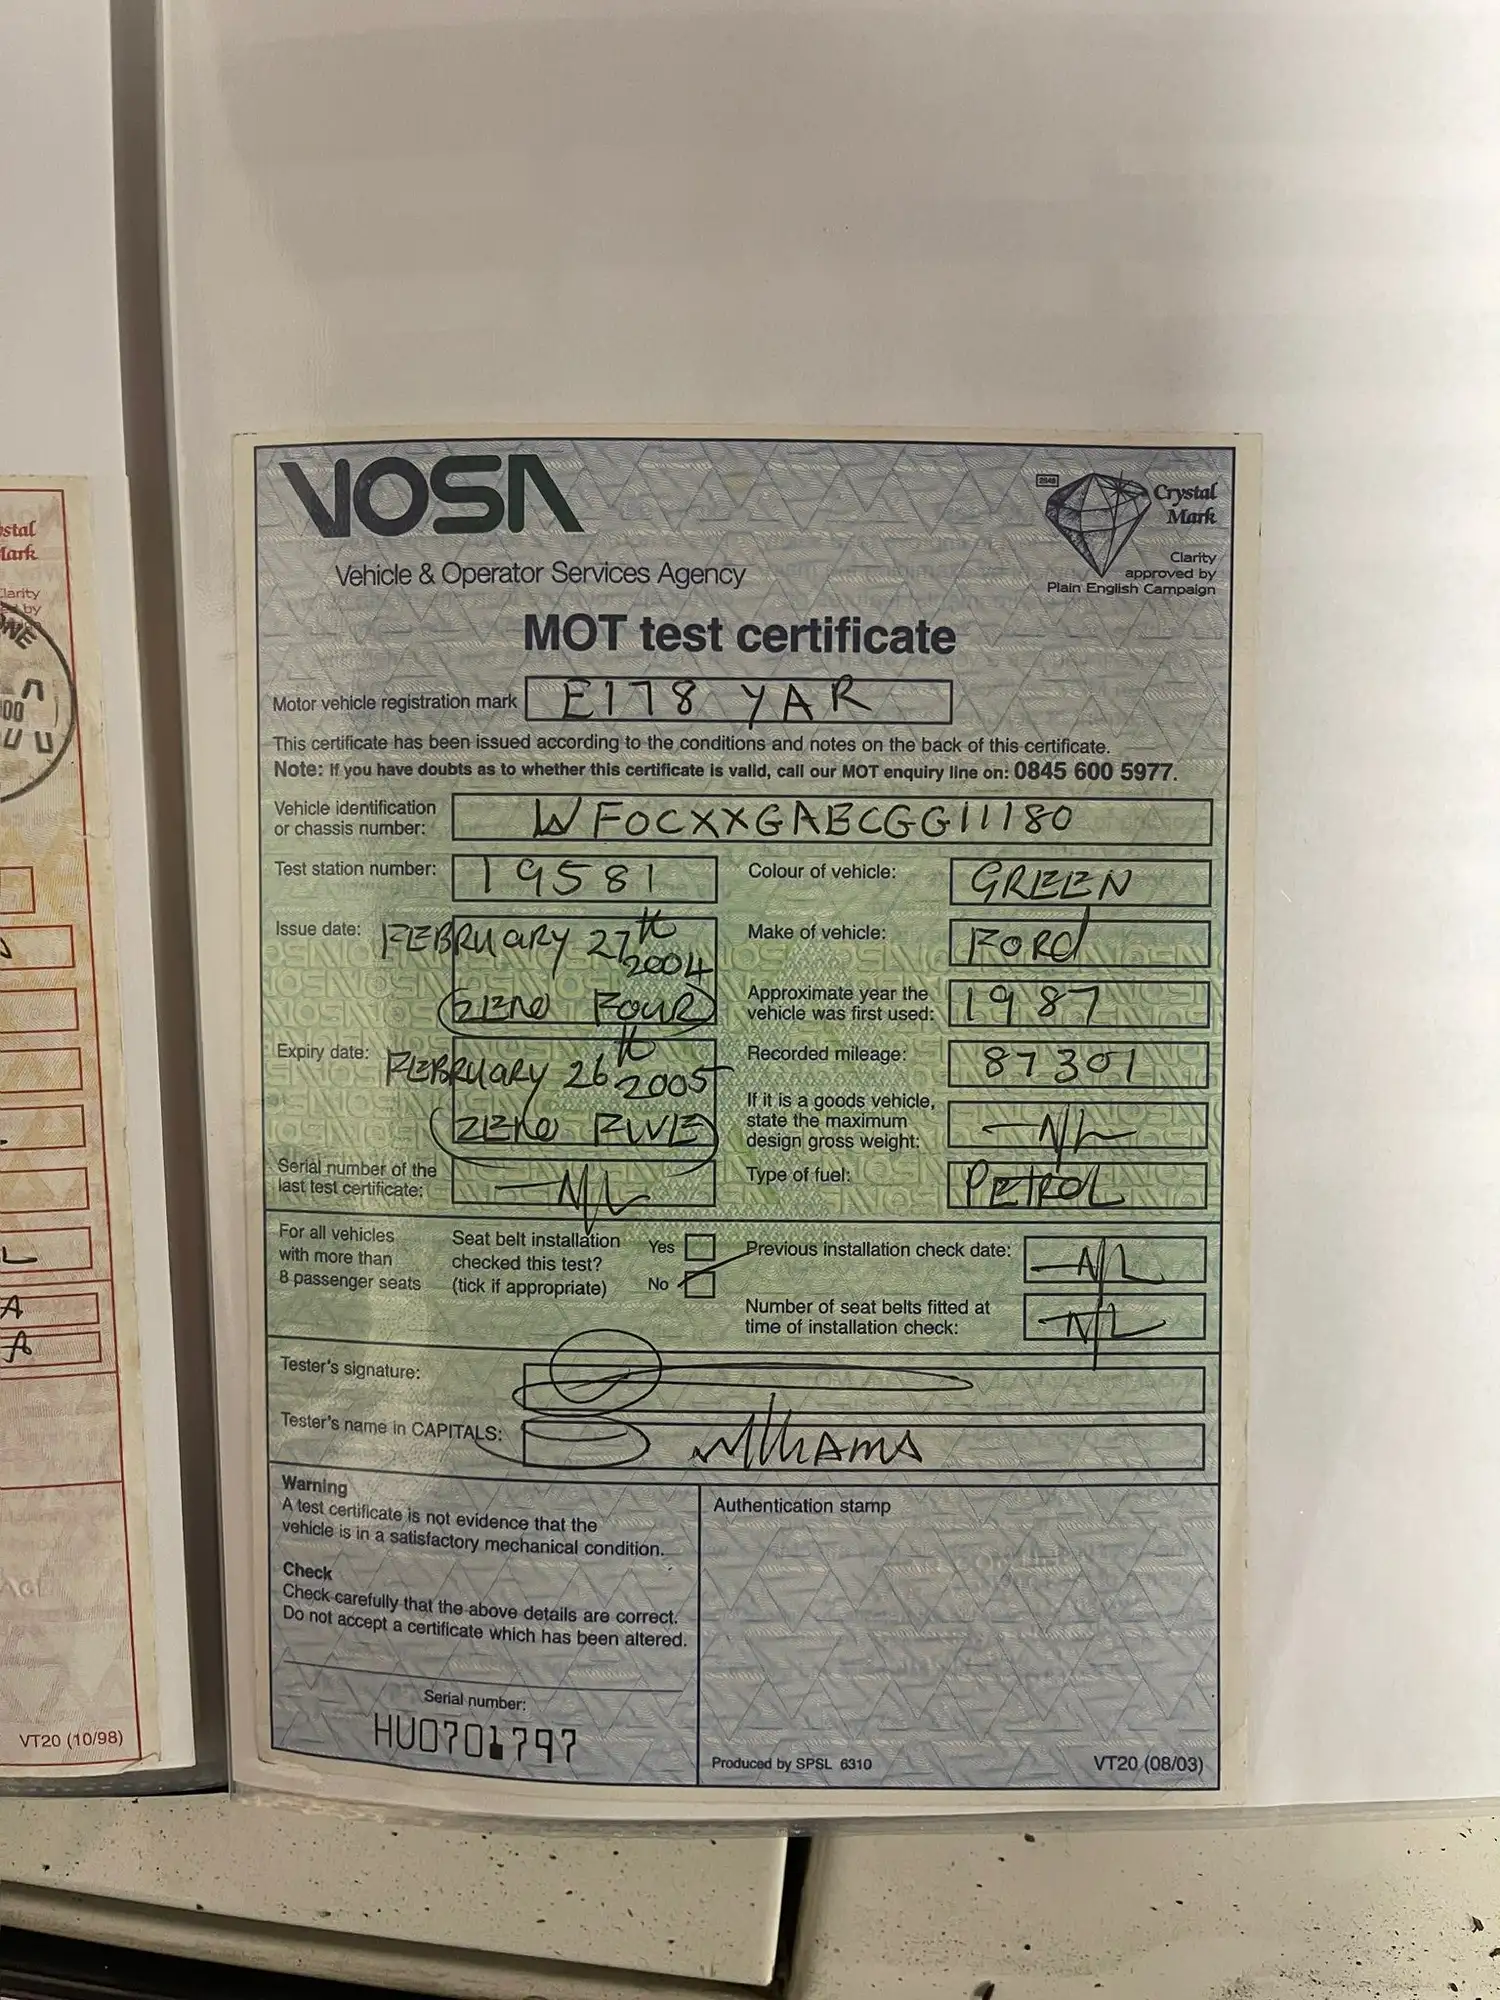 VOSA
Vehicle & Operator Services Agency
2848
Crystal
Mark
Clarity
approved by
Plain English Campaign
MOT test certificate
Motor vehicle registration mark E178 YAR
This certificate has been issued according to the conditions and notes on the back of this certificate.
Note: If you have doubts as to whether this certificate is valid, call our MOT enquiry line on: 0845 600 5977.
Vehicle identification
or chassis number: WFOCXXGAECGG11180
Test station number: 19581
Colour of vehicle: GREEN
Issue date: FEBRUARY 27th
2004
ZERO FOUR
Make of vehicle: FORD
Approximate year the
vehicle was first used: 1987
Expiry date: FEBRUARY 26th
2005
ZERO FIVE
Recorded mileage: 87301
If it is a goods vehicle,
state the maximum
design gross weight:
Serial number of the
last test certificate:
Type of fuel: PETROL
For all vehicles
with more than
8 passenger seats
Seat belt installation
checked this test?
(tick if appropriate)
Yes
No
Previous installation check date:
Number of seat belts fitted at
time of installation check:
Tester's signature:
Tester's name in CAPITALS: Williams
Warning
A test certificate is not evidence that the
vehicle is in a satisfactory mechanical condition.
Check
Check carefully that the above details are correct.
Do not accept a certificate which has been altered.
Serial number:
HU0701797
Authentication stamp
Produced by SPSL 6310
VT20 (08/03)
VT20 (10/98)